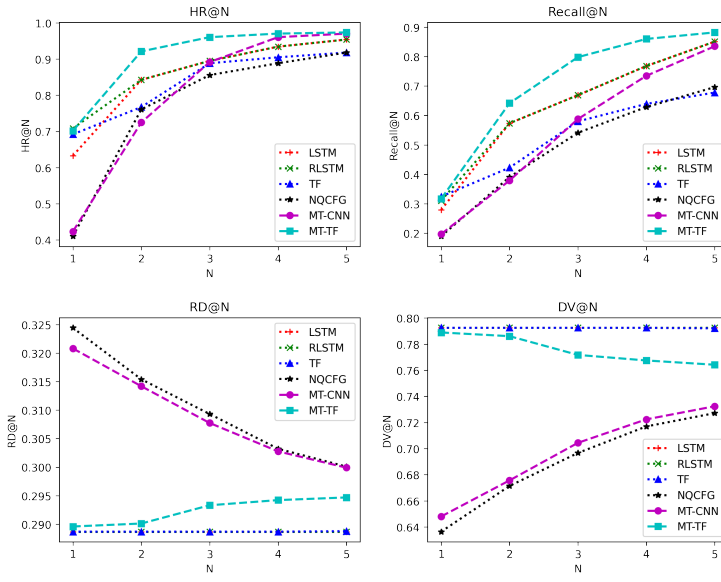 HR@N
HR@N
1.0
0.9
0.8
0.7
0.6
0.5
0.4
1 2 3 4 5
N
LSTM
RLSTM
TF
NQCFG
MT-CNN
MT-TF
Recall@N
Recall@N
0.9
0.8
0.7
0.6
0.5
0.4
0.3
0.2
1 2 3 4 5
N
LSTM
RLSTM
TF
NQCFG
MT-CNN
MT-TF
RD@N
RD@N
0.325
0.320
0.315
0.310
0.305
0.300
0.295
0.290
1 2 3 4 5
N
LSTM
RLSTM
TF
NQCFG
MT-CNN
MT-TF
DV@N
DV@N
0.80
0.78
0.76
0.74
0.72
0.70
0.68
0.66
0.64
1 2 3 4 5
N
LSTM
RLSTM
TF
NQCFG
MT-CNN
MT-TF